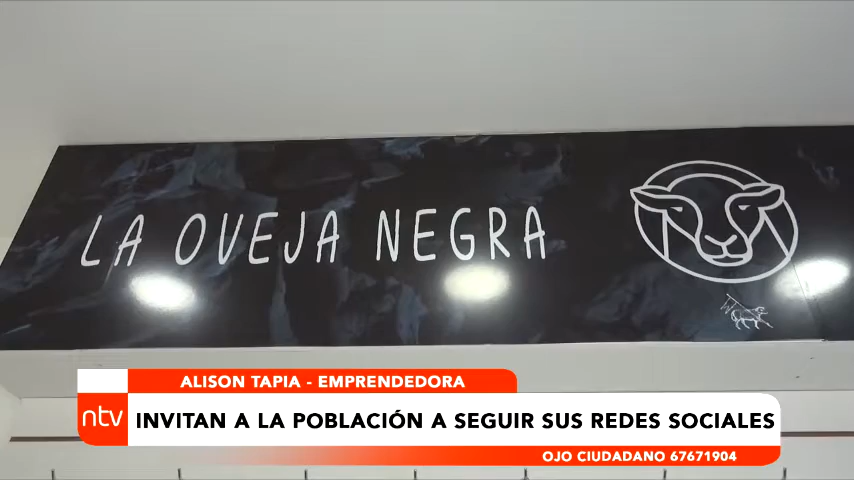 LA OVEJA NEGRA
ALISON TAPIA - EMPRENDEDORA
ntv
INVITAN A LA POBLACIÓN A SEGUIR SUS REDES SOCIALES
OJO CIUDADANO 67671904